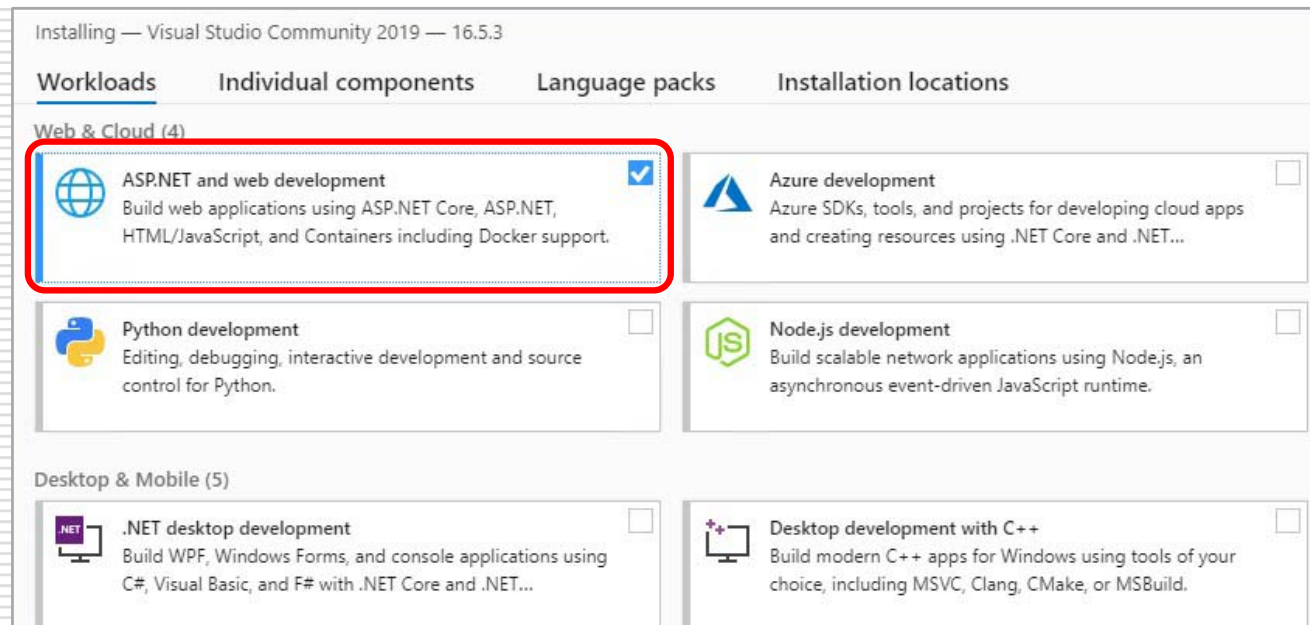 Installing — Visual Studio Community 2019 — 16.5.3
Workloads Individual components Language packs Installation locations
Web & Cloud (4)
ASP.NET and web development
Build web applications using ASP.NET Core, ASP.NET,
HTML/JavaScript, and Containers including Docker support.
Azure development
Azure SDKs, tools, and projects for developing cloud apps
and creating resources using .NET Core and .NET...
Python development
Editing, debugging, interactive development and source
control for Python.
JS
Node.js development
Build scalable network applications using Node.js, an
asynchronous event-driven JavaScript runtime.
Desktop & Mobile (5)
.NET
.NET desktop development
Build WPF, Windows Forms, and console applications using
C#, Visual Basic, and F# with .NET Core and .NET...
++
Desktop development with C++
Build modern C++ apps for Windows using tools of your
choice, including MSVC, Clang, CMake, or MSBuild.